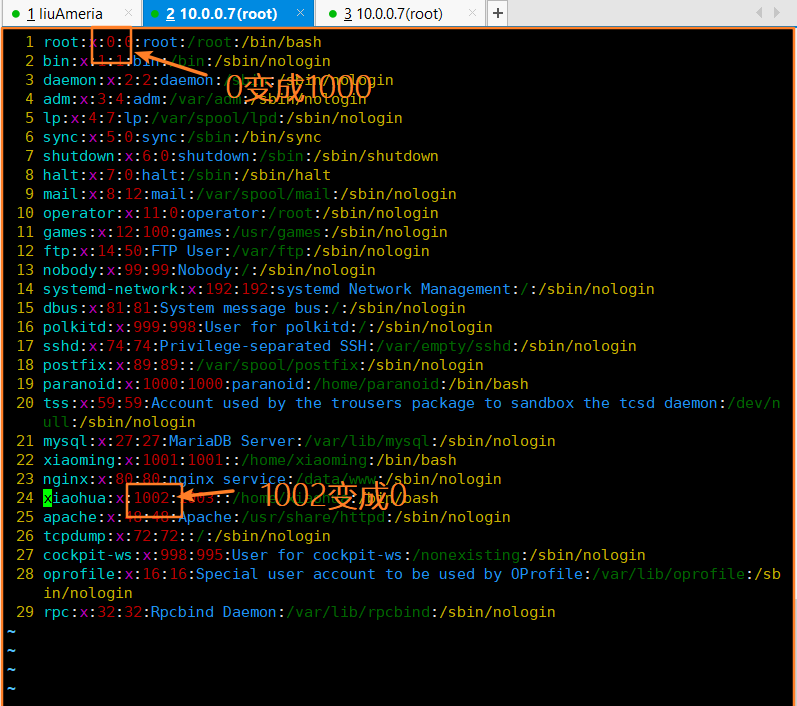 1 liuAmeria
2 10.0.0.7(root)
3 10.0.0.7(root)
1 root:x:0:0:root:/root:/bin/bash
2 bin:x:1:1:bin:/bin:/sbin/nologin
3 daemon:x:2:2:daemon:/sbin:/sbin/nologin
0变成1000
4 adm:x:3:4:adm:/var/adm:/sbin/nologin
5 lp:x:4:7:lp:/var/spool/lpd:/sbin/nologin
6 sync:x:5:0:sync:/sbin:/bin/sync
7 shutdown:x:6:0:shutdown:/sbin:/sbin/shutdown
8 halt:x:7:0:halt:/sbin:/sbin/halt
9 mail:x:8:12:mail:/var/spool/mail:/sbin/nologin
10 operator:x:11:0:operator:/root:/sbin/nologin
11 games:x:12:100:games:/usr/games:/sbin/nologin
12 ftp:x:14:50:FTP User:/var/ftp:/sbin/nologin
13 nobody:x:99:99:Nobody:/:/sbin/nologin
14 systemd-network:x:192:192:systemd Network Management:/:/sbin/nologin
15 dbus:x:81:81:System message bus:/:/sbin/nologin
16 polkitd:x:999:998:User for polkitd:/:/sbin/nologin
17 sshd:x:74:74:Privilege-separated SSH:/var/empty/sshd:/sbin/nologin
18 postfix:x:89:89::/var/spool/postfix:/sbin/nologin
19 paranoid:x:1000:1000:paranoid:/home/paranoid:/bin/bash
20 tss:x:59:59:Account used by the trousers package to sandbox the tcsd daemon:/dev/n
ull:/sbin/nologin
21 mysql:x:27:27:MariaDB Server:/var/lib/mysql:/sbin/nologin
22 xiaoming:x:1001:1001::/home/xiaoming:/bin/bash
23 nginx:x:80:80:nginx service:/data/www:/sbin/nologin
24 xiaohua:x:1002:1003::/home/xiaohua:/bin/bash
1002变成0
25 apache:x:48:48:Apache:/usr/share/httpd:/sbin/nologin
26 tcpdump:x:72:72::/:/sbin/nologin
27 cockpit-ws:x:998:995:User for cockpit-ws:/nonexisting:/sbin/nologin
28 oprofile:x:16:16:Special user account to be used by OProfile:/var/lib/oprofile:/sb
in/nologin
29 rpc:x:32:32:Rpcbind Daemon:/var/lib/rpcbind:/sbin/nologin
~
~
~
~